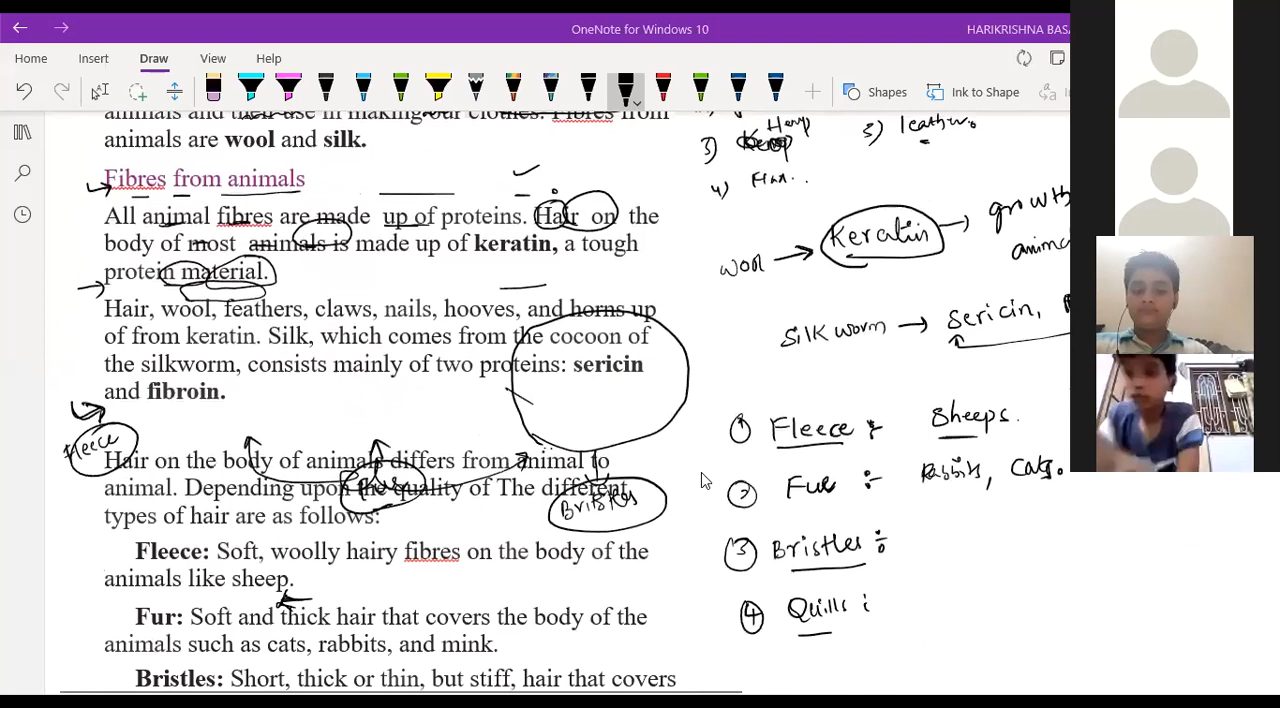 OneNote for Windows 10
HARIKRISHNA BASA
Home Insert Draw View Help
Shapes Ink to Shape In
animals and their use in making our clothes. Fibres from
animals are wool and silk.
Fibres from animals
All animal fibres are made up of proteins. Hair on the
body of most animals is made up of keratin, a tough
protein material.
Hair, wool, feathers, claws, nails, hooves, and horns up
of from keratin. Silk, which comes from the cocoon of
the silkworm, consists mainly of two proteins: sericin
and fibroin.
Fleece
Hair on the body of animals differs from animal to
animal. Depending upon the quality of The different
types of hair are as follows:
Bristles
Fleece: Soft, woolly hairy fibres on the body of the
animals like sheep.
Fur: Soft and thick hair that covers the body of the
animals such as cats, rabbits, and mink.
Bristles: Short, thick or thin, but stiff, hair that covers
Hemp
3)
5) leather.
4)
wool → Keratin → growth
anima
Silk worm → Sericin,
① Fleece : Sheeps.
② Fur :- Rabbits, Cats.
③ Bristles :
④ Quills :